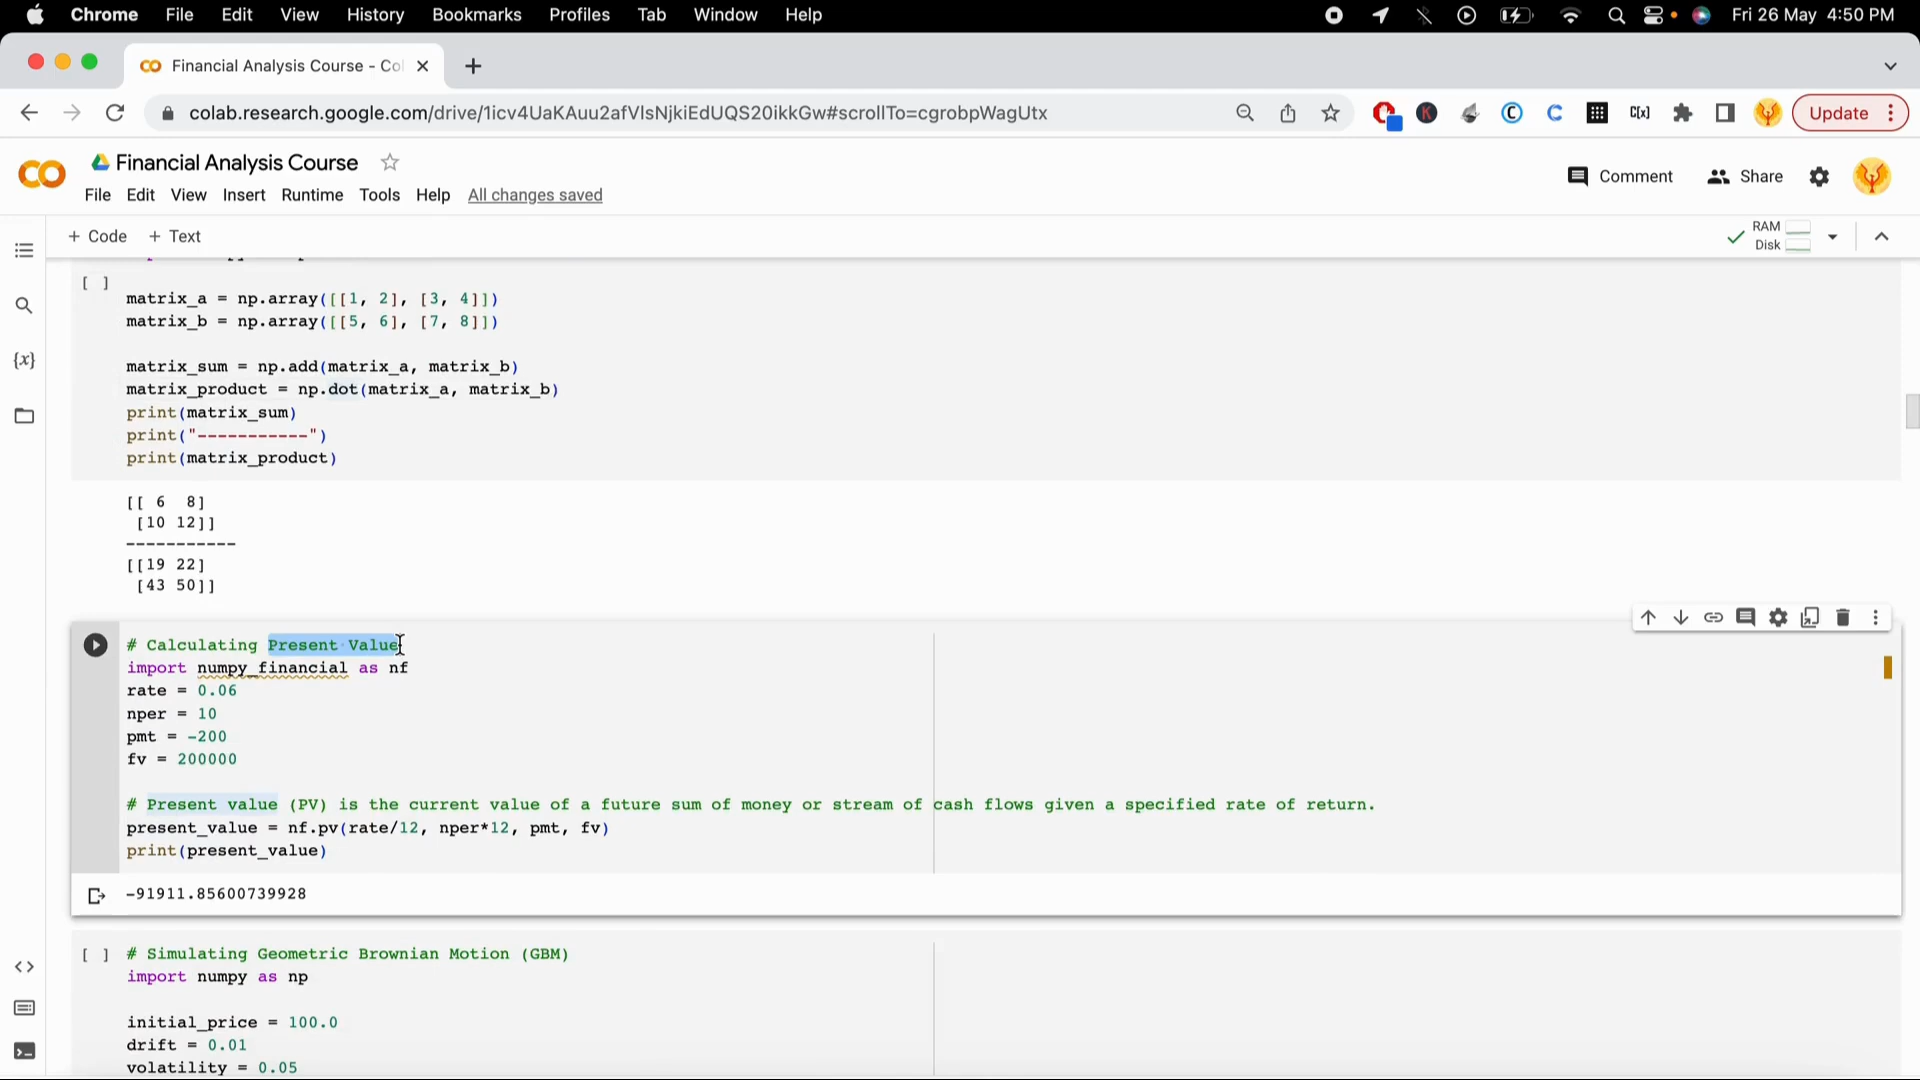 Chrome File Edit View History Bookmarks Profiles Tab Window Help Fri 26 May 4:50 PM
Financial Analysis Course - Co
colab.research.google.com/drive/1icv4UaKAuu2afVlsNjkiEdUQS20ikkGw#scrollTo=cgrobpWagUtx
K C C C[x] Update
CO Financial Analysis Course
Comment Share
File Edit View Insert Runtime Tools Help All changes saved
+ Code + Text
RAM
Disk
{x}
[ ]
matrix_a = np.array([[1, 2], [3, 4]])
matrix_b = np.array([[5, 6], [7, 8]])
matrix_sum = np.add(matrix_a, matrix_b)
matrix_product = np.dot(matrix_a, matrix_b)
print(matrix_sum)
print("-----------")
print(matrix_product)
[[ 6  8]
 [10 12]]
-----------
[[19 22]
 [43 50]]
# Calculating Present Value
import numpy_financial as nf
rate = 0.06
nper = 10
pmt = -200
fv = 200000
# Present value (PV) is the current value of a future sum of money or stream of cash flows given a specified rate of return.
present_value = nf.pv(rate/12, nper*12, pmt, fv)
print(present_value)
-91911.85600739928
[ ] # Simulating Geometric Brownian Motion (GBM)
import numpy as np
initial_price = 100.0
drift = 0.01
volatility = 0.05